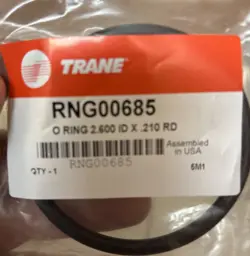 TRANE
RNG00685
O RING 2.600 ID X .210 RD
Assembled
in USA
RNG00685
QTY - 1
5M1